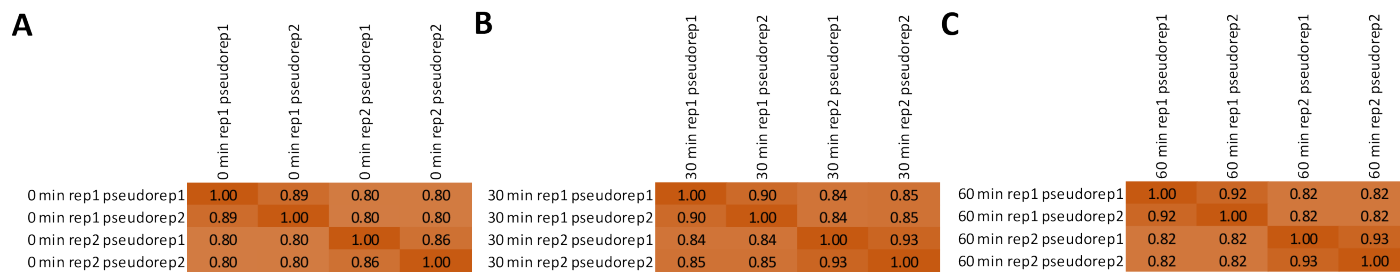 A
0 min rep1 pseudorep1
0 min rep1 pseudorep2
0 min rep2 pseudorep1
0 min rep2 pseudorep2
0 min rep1 pseudorep1 1.00 0.89 0.80 0.80
0 min rep1 pseudorep2 0.89 1.00 0.80 0.80
0 min rep2 pseudorep1 0.80 0.80 1.00 0.86
0 min rep2 pseudorep2 0.80 0.80 0.86 1.00
B
30 min rep1 pseudorep1
30 min rep1 pseudorep2
30 min rep2 pseudorep1
30 min rep2 pseudorep2
30 min rep1 pseudorep1 1.00 0.90 0.84 0.85
30 min rep1 pseudorep2 0.90 1.00 0.84 0.85
30 min rep2 pseudorep1 0.84 0.84 1.00 0.93
30 min rep2 pseudorep2 0.85 0.85 0.93 1.00
C
60 min rep1 pseudorep1
60 min rep1 pseudorep2
60 min rep2 pseudorep1
60 min rep2 pseudorep2
60 min rep1 pseudorep1 1.00 0.92 0.82 0.82
60 min rep1 pseudorep2 0.92 1.00 0.82 0.82
60 min rep2 pseudorep1 0.82 0.82 1.00 0.93
60 min rep2 pseudorep2 0.82 0.82 0.93 1.00